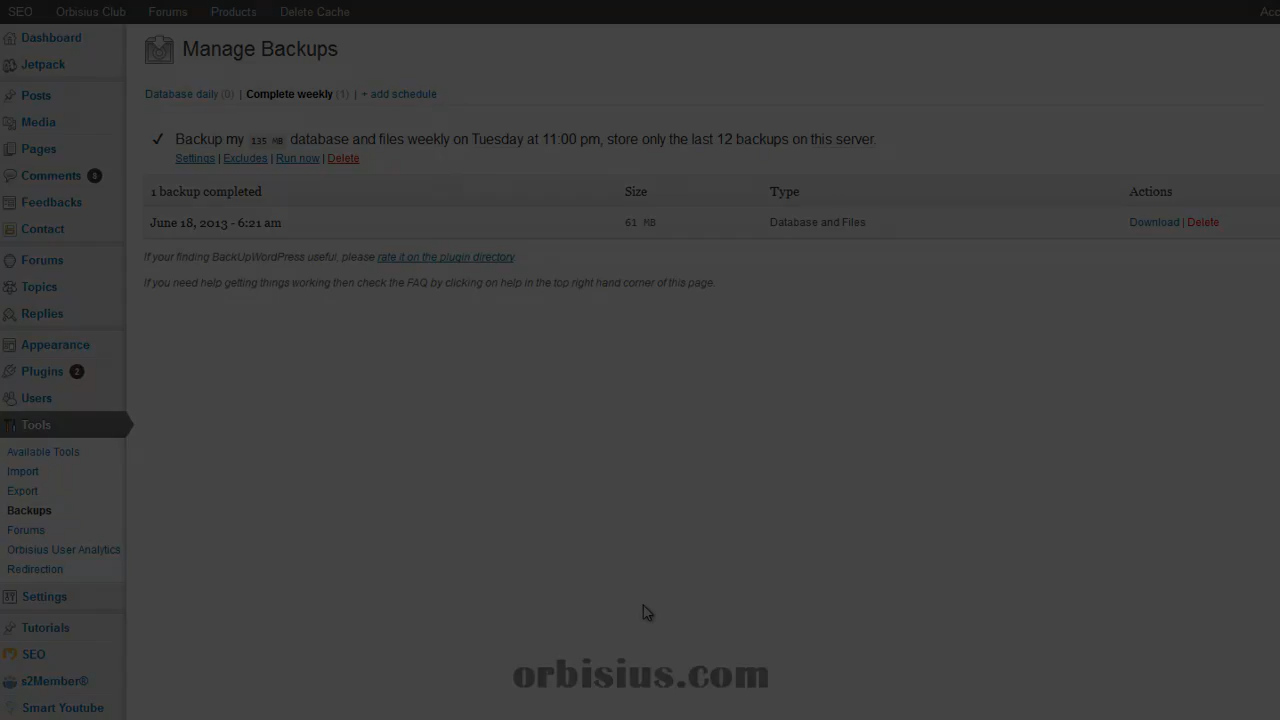 SEO Orbisius Club Forums Products Delete Cache Acc
Dashboard
Jetpack
Posts
Media
Pages
Comments 8
Feedbacks
Contact
Forums
Topics
Replies
Appearance
Plugins 2
Users
Tools
Available Tools
Import
Export
Backups
Forums
Orbisius User Analytics
Redirection
Settings
Tutorials
SEO
s2Member®
Smart Youtube
Manage Backups
Database daily (0) | Complete weekly (1) | + add schedule
✓ Backup my 135 MB database and files weekly on Tuesday at 11:00 pm, store only the last 12 backups on this server.
Settings | Excludes | Run now | Delete
1 backup completed Size Type Actions
June 18, 2013 - 6:21 am 61 MB Database and Files Download | Delete
If your finding BackUpWordPress useful, please rate it on the plugin directory
If you need help getting things working then check the FAQ by clicking on help in the top right hand corner of this page.
orbisius.com